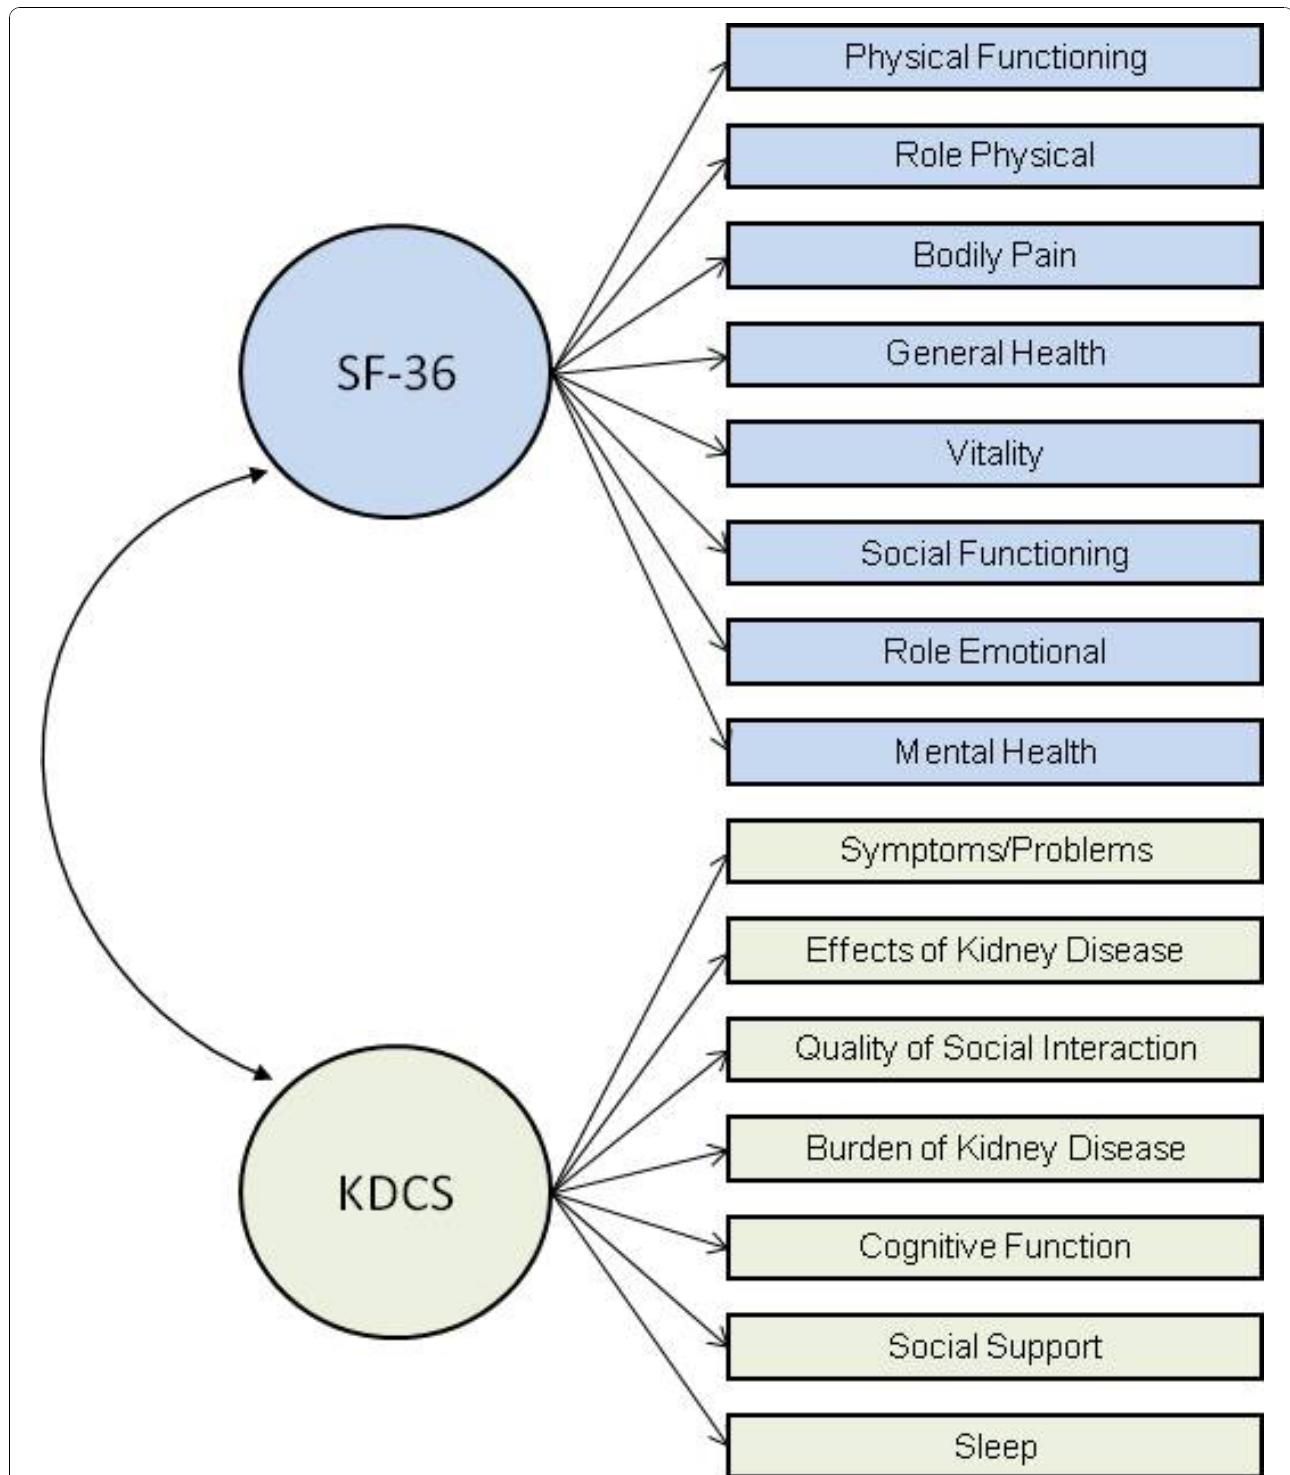 Physical Functioning
Role Physical
Bodily Pain
General Health
Vitality
Social Functioning
Role Emotional
Mental Health
SF-36
Symptoms/Problems
Effects of Kidney Disease
Quality of Social Interaction
Burden of Kidney Disease
Cognitive Function
Social Support
Sleep
KDCS